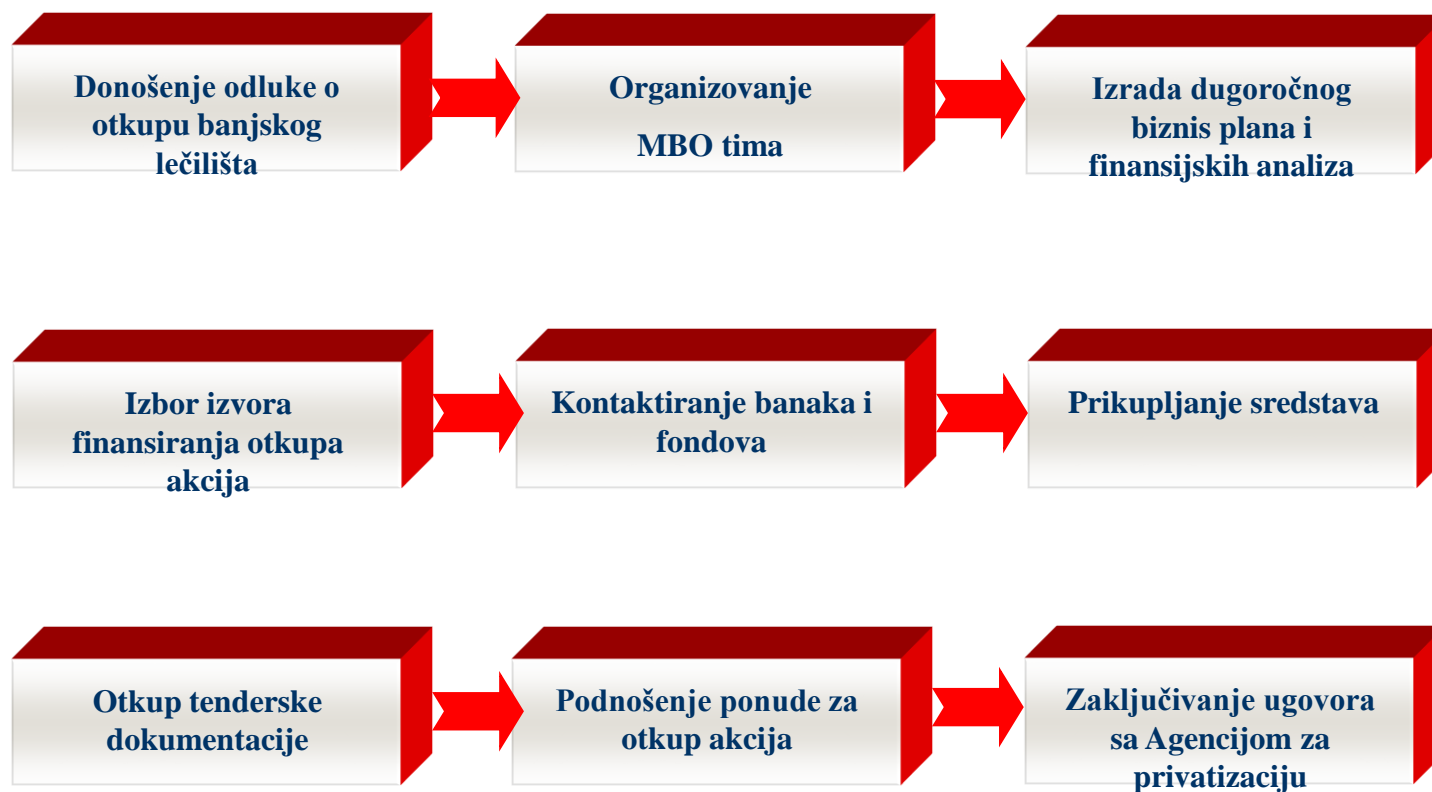 Donošenje odluke o
otkupu banjskog
lečilišta
Organizovanje
MBO tima
Izrada dugoročnog
biznis plana i
finansijskih analiza
Izbor izvora
finansiranja otkupa
akcija
Kontaktiranje banaka i
fondova
Prikupljanje sredstava
Otkup tenderske
dokumentacije
Podnošenje ponude za
otkup akcija
Zaključivanje ugovora
sa Agencijom za
privatizaciju